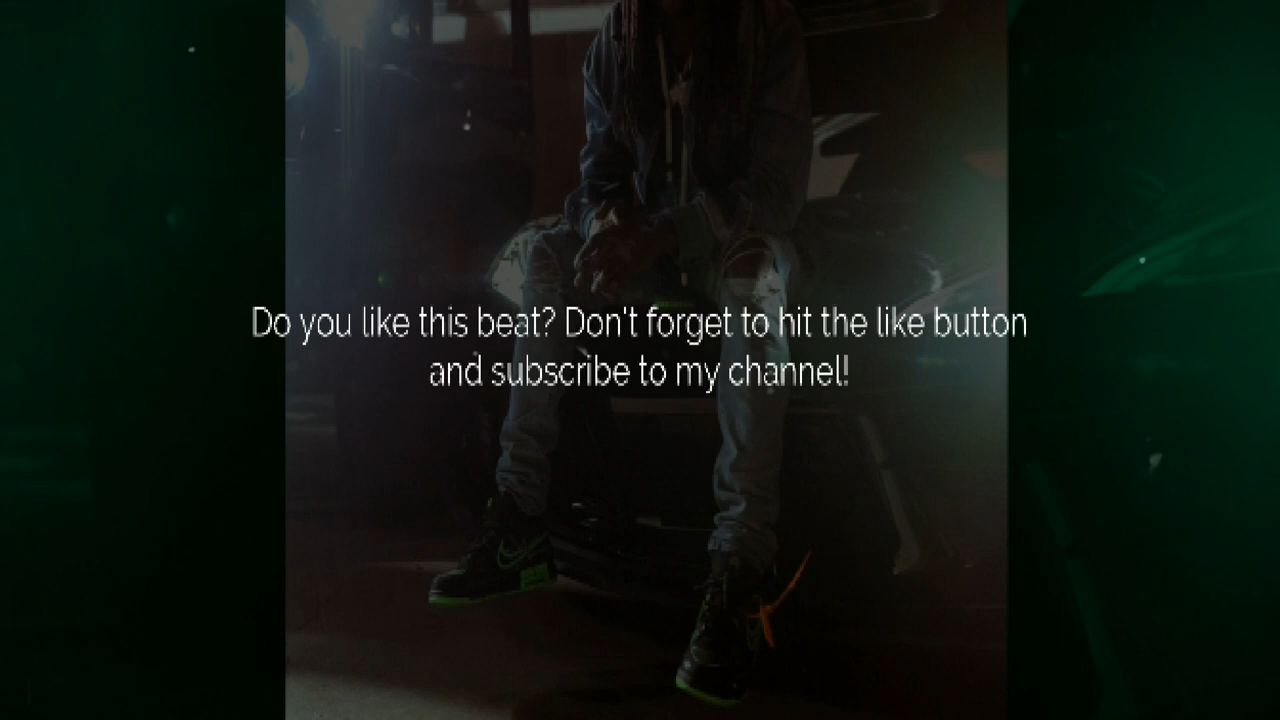 Do you like this beat? Don't forget to hit the like button
and subscribe to my channel!